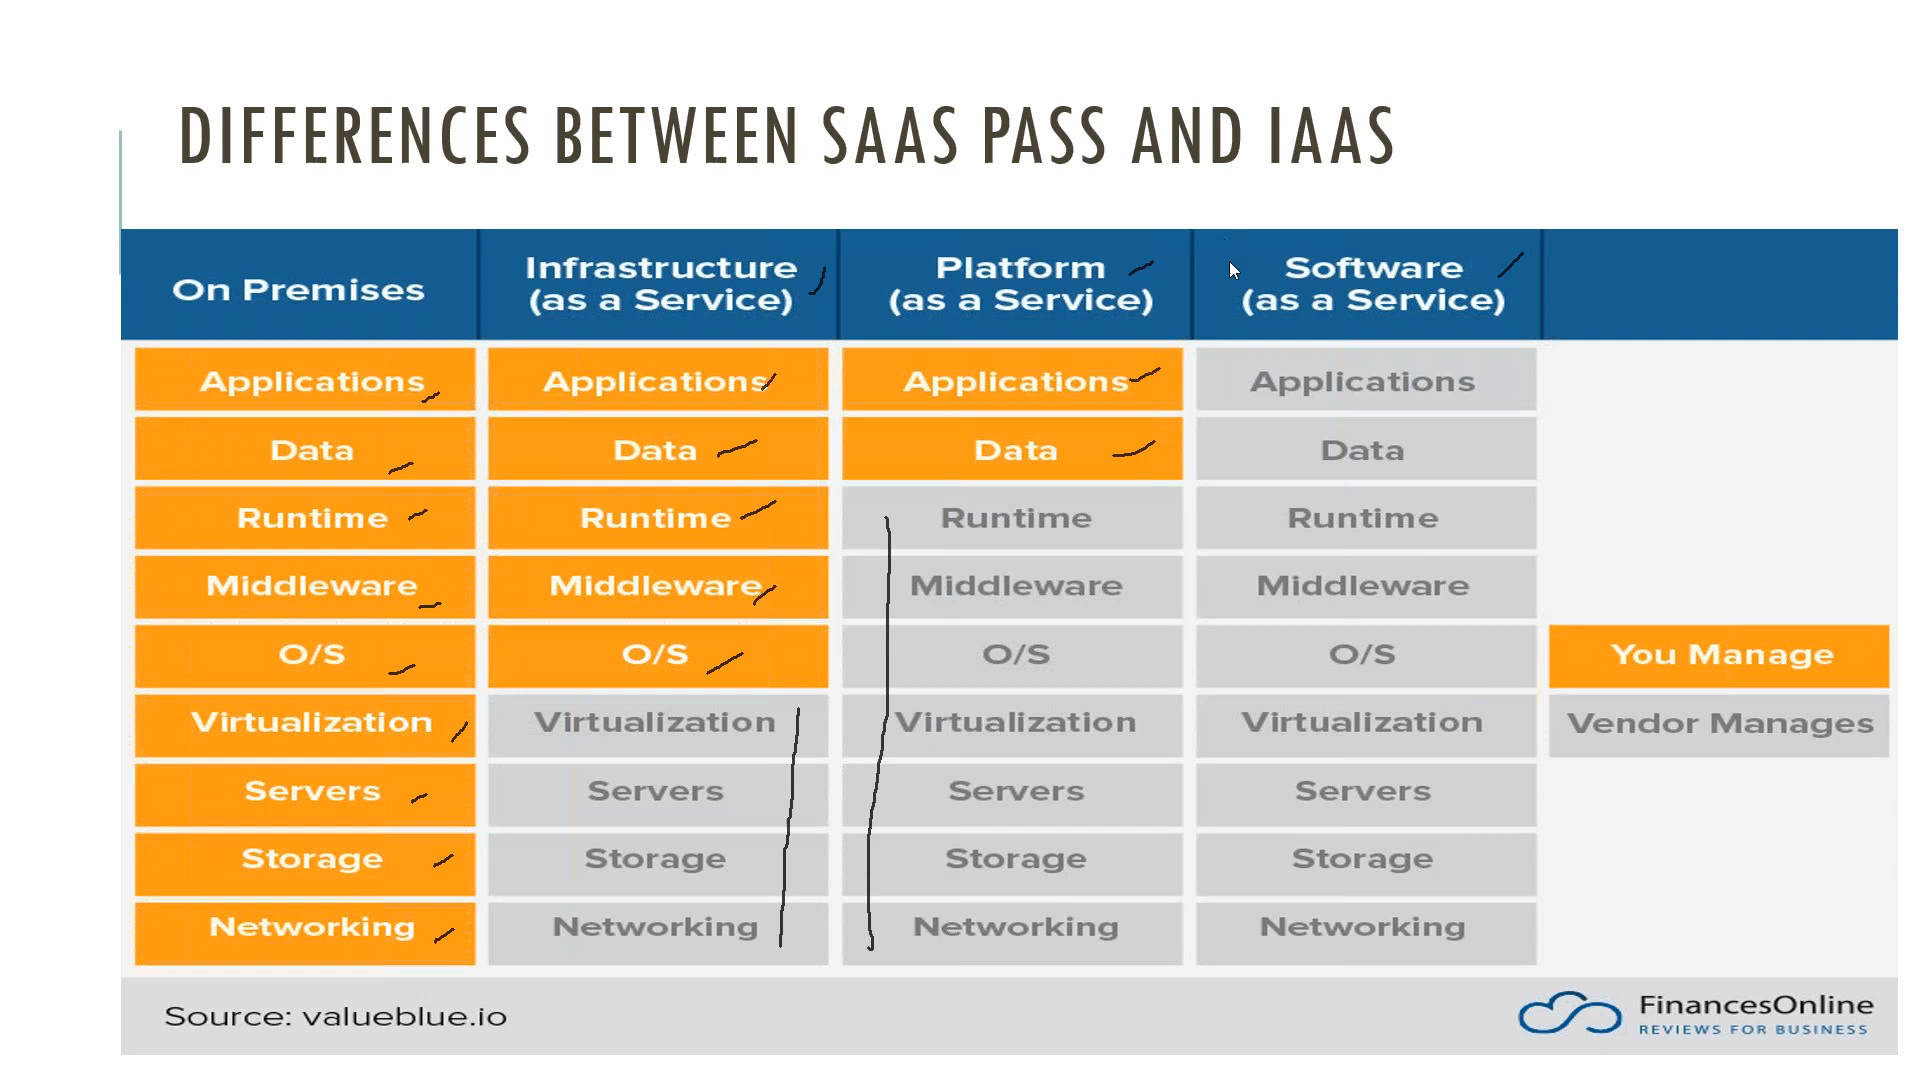 DIFFERENCES BETWEEN SAAS PASS AND IAAS
On Premises
Infrastructure
(as a Service)
Platform
(as a Service)
Software
(as a Service)
Applications Applications Applications Applications
Data Data Data Data
Runtime Runtime Runtime Runtime
Middleware Middleware Middleware Middleware
O/S O/S O/S O/S You Manage
Virtualization Virtualization Virtualization Virtualization Vendor Manages
Servers Servers Servers Servers
Storage Storage Storage Storage
Networking Networking Networking Networking
Source: valueblue.io
FinancesOnline
REVIEWS FOR BUSINESS